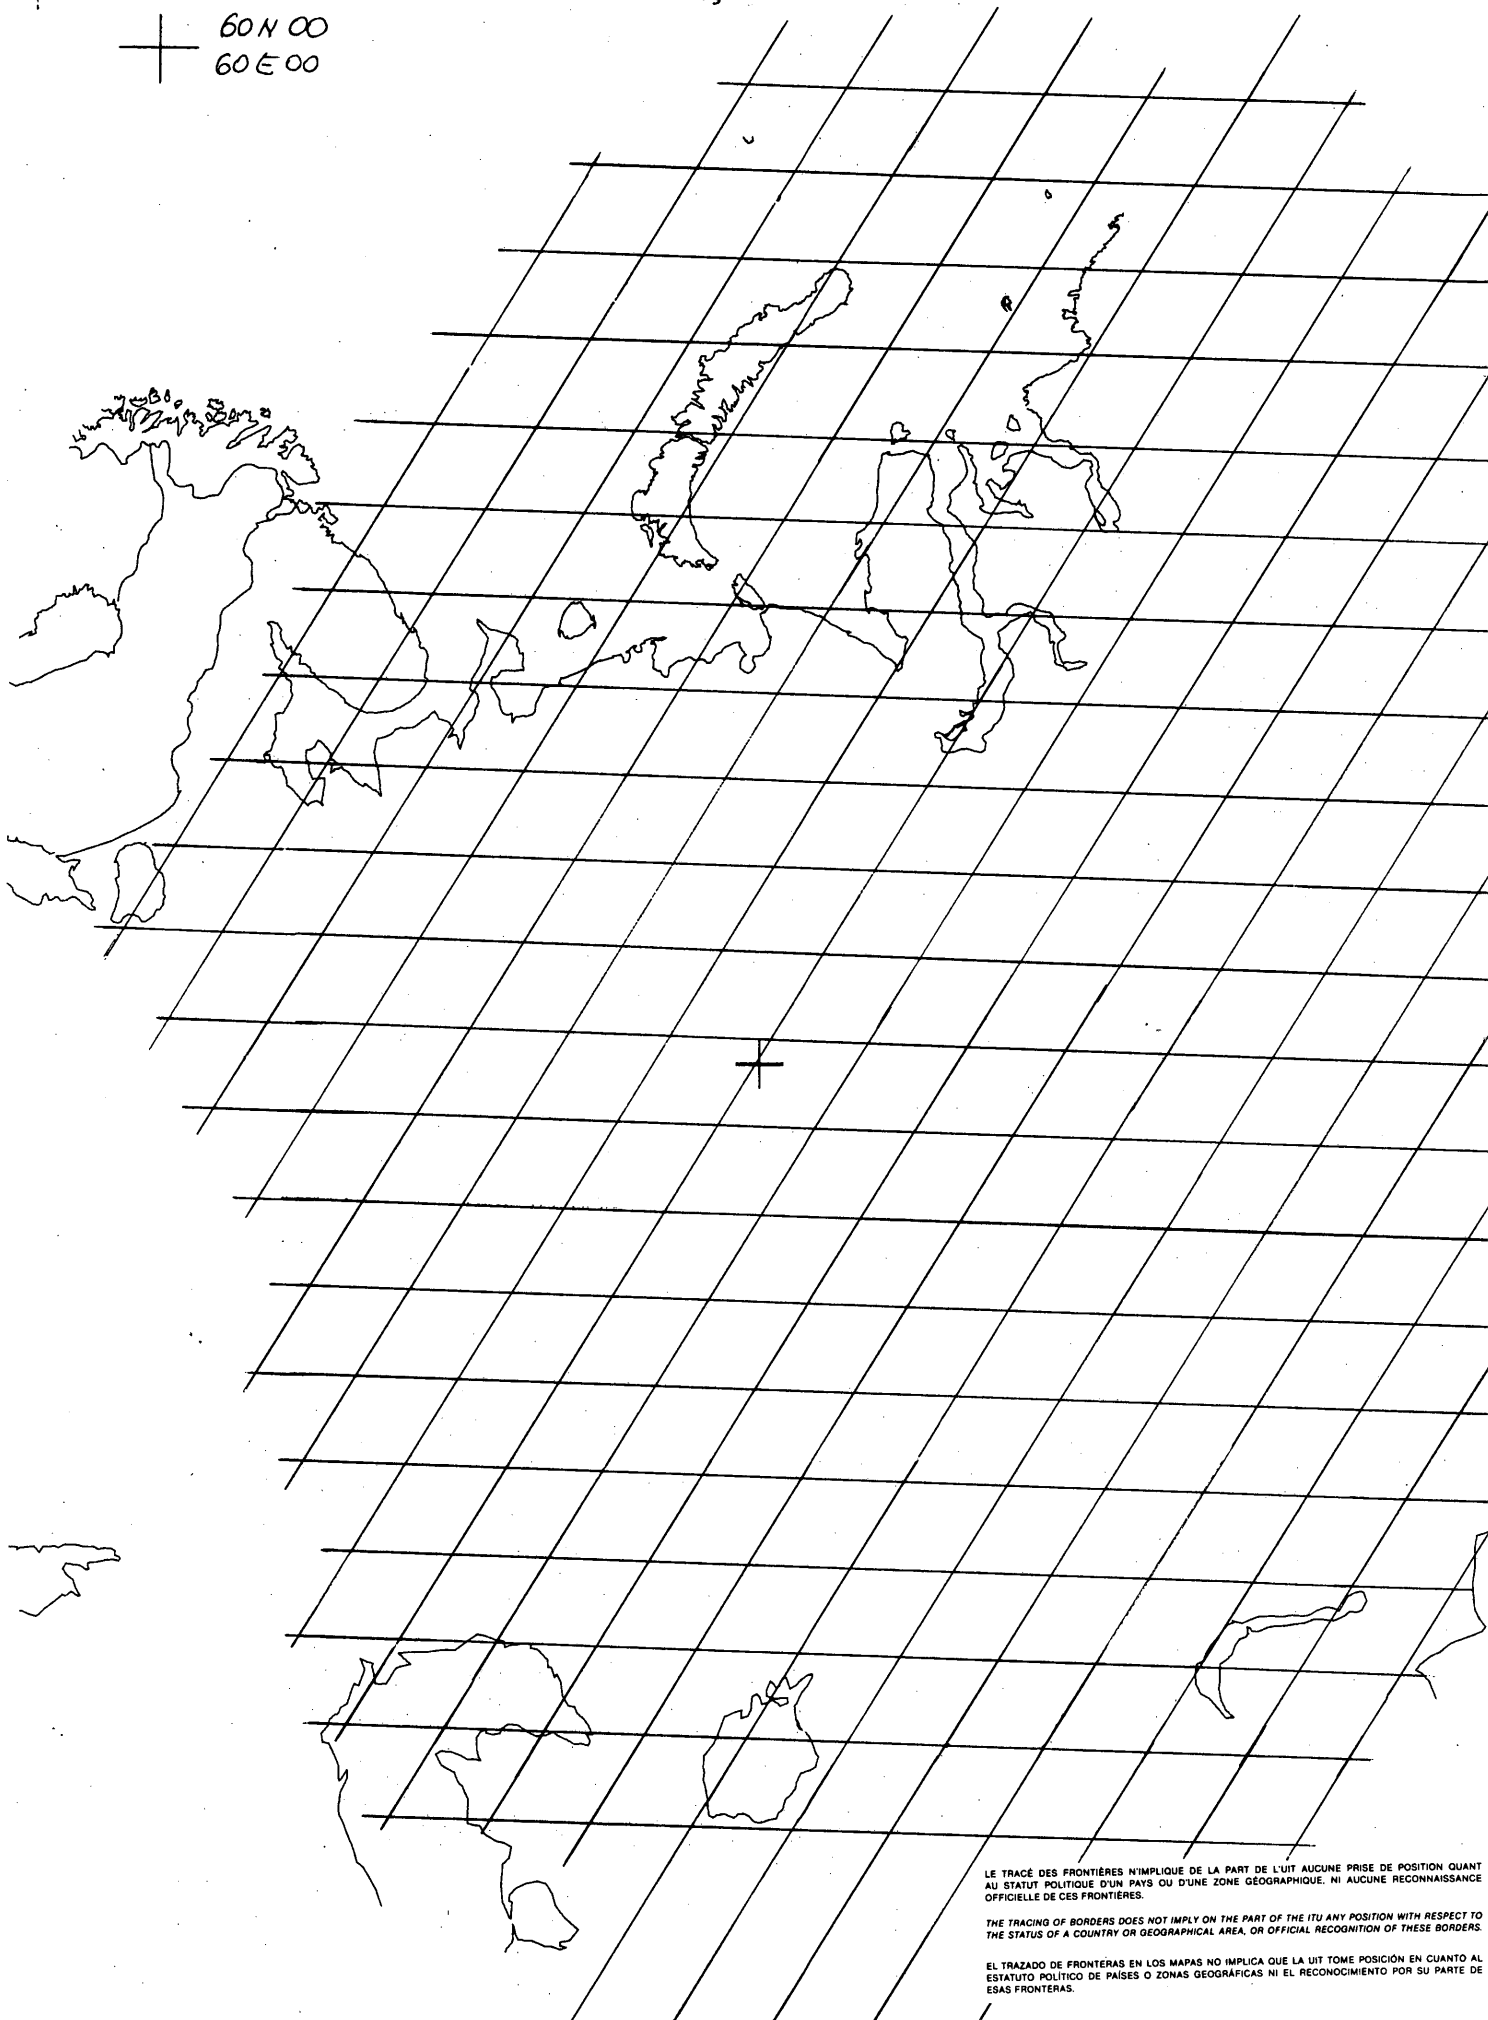 60 N 00
60 E 00
LE TRACÉ DES FRONTIÈRES N'IMPLIQUE DE LA PART DE L'UIT AUCUNE PRISE DE POSITION QUANT
AU STATUT POLITIQUE D'UN PAYS OU D'UNE ZONE GÉOGRAPHIQUE, NI AUCUNE RECONNAISSANCE
OFFICIELLE DE CES FRONTIÈRES.
THE TRACING OF BORDERS DOES NOT IMPLY ON THE PART OF THE ITU ANY POSITION WITH RESPECT TO
THE STATUS OF A COUNTRY OR GEOGRAPHICAL AREA, OR OFFICIAL RECOGNITION OF THESE BORDERS.
EL TRAZADO DE FRONTERAS EN LOS MAPAS NO IMPLICA QUE LA UIT TOME POSICIÓN EN CUANTO AL
ESTATUTO POLÍTICO DE PAÍSES O ZONAS GEOGRÁFICAS NI EL RECONOCIMIENTO POR SU PARTE DE
ESAS FRONTERAS.